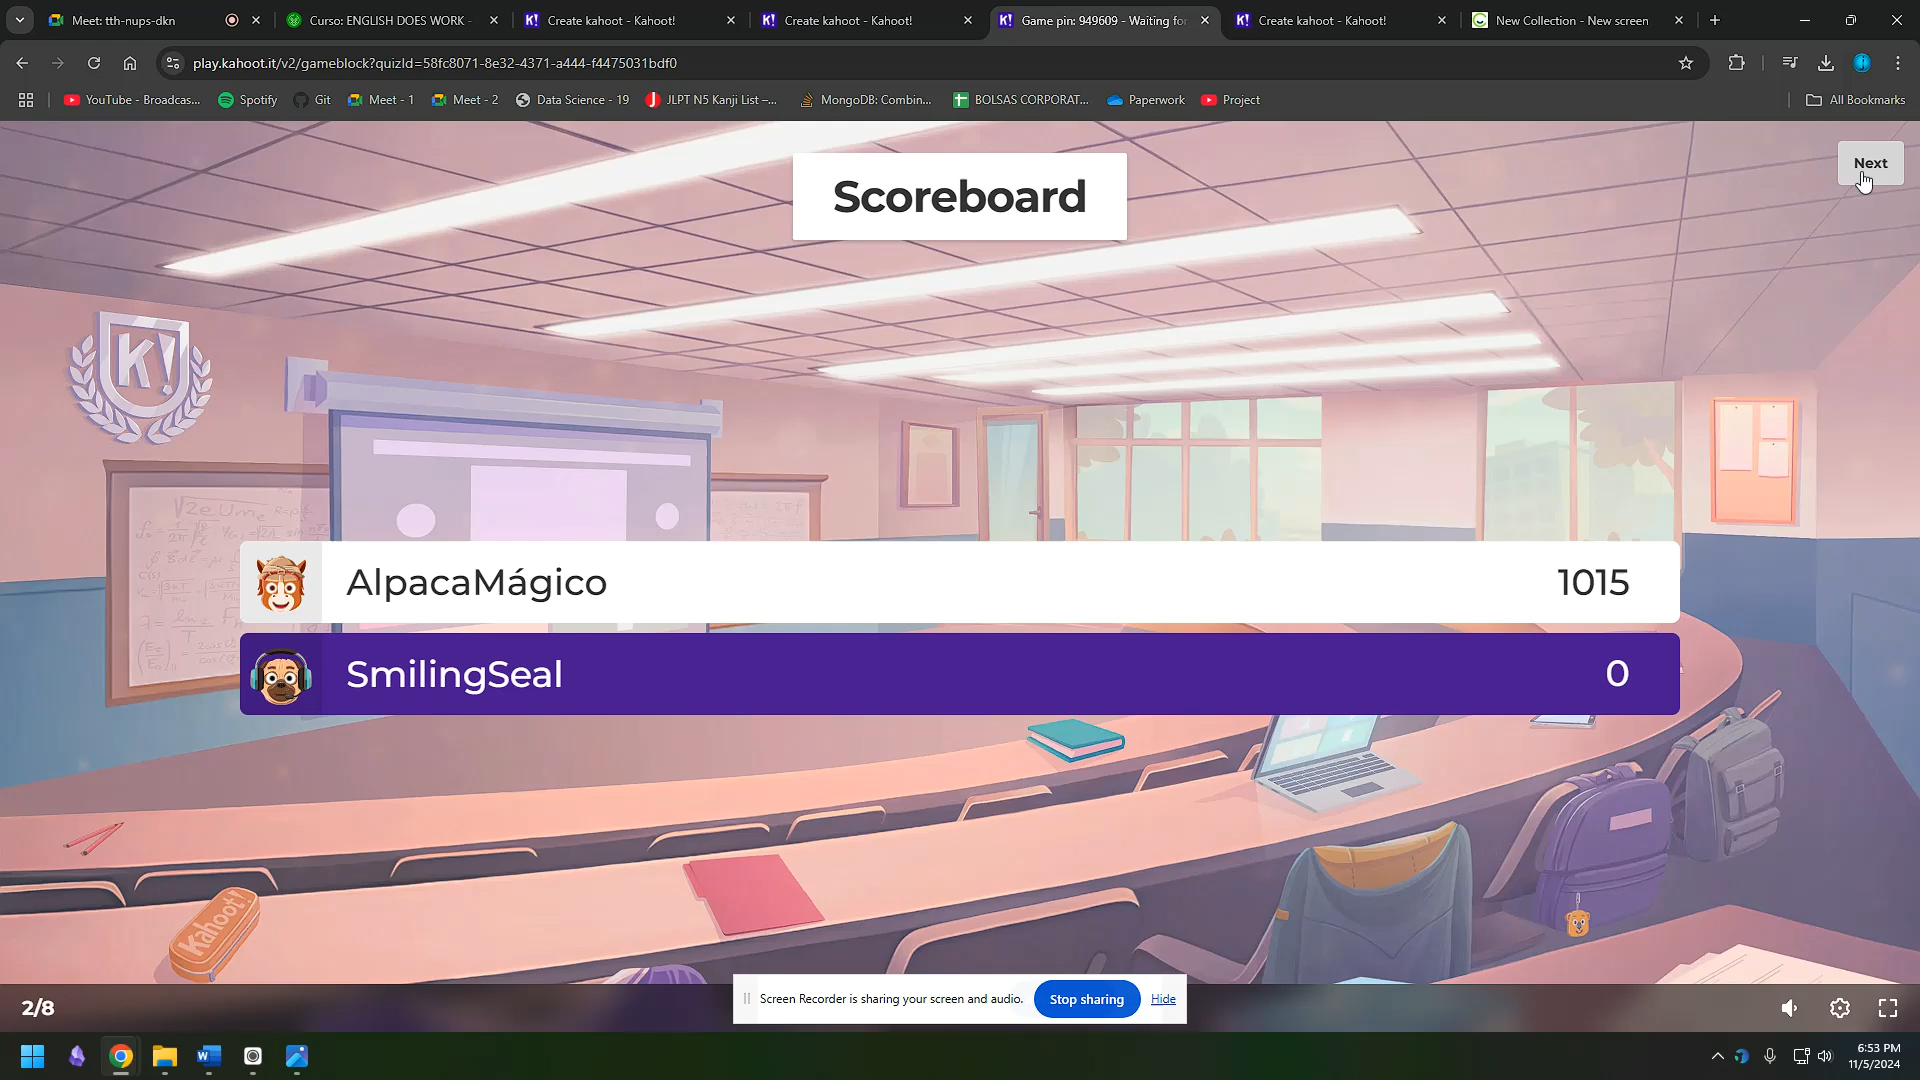 Meet: tth-nups-dkn
Curso: ENGLISH DOES WORK -
Create kahoot - Kahoot!
Create kahoot - Kahoot!
Game pin: 949609 - Waiting for
Create kahoot - Kahoot!
New Collection - New screen
play.kahoot.it/v2/gameblock?quizId=58fc8071-8e32-4371-a444-f4475031bdf0
YouTube - Broadcas...
Spotify
Git
Meet - 1
Meet - 2
Data Science - 19
JLPT N5 Kanji List –...
MongoDB: Combin...
BOLSAS CORPORAT...
Paperwork
Project
All Bookmarks
Scoreboard
Next
K!
AlpacaMágico
1015
SmilingSeal
0
Kahoot!
2/8
Screen Recorder is sharing your screen and audio.
Stop sharing
Hide
6:53 PM
11/5/2024